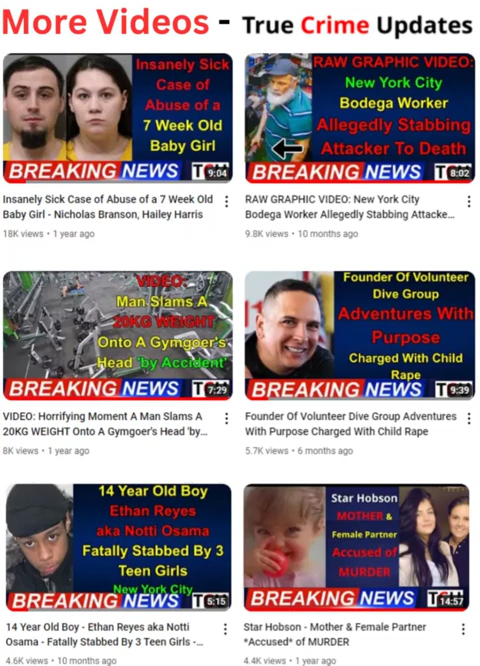 More Videos - True Crime Updates
Insanely Sick
Case of
Abuse of a
7 Week Old
Baby Girl
BREAKING NEWS
9:04
Insanely Sick Case of Abuse of a 7 Week Old
Baby Girl - Nicholas Branson, Hailey Harris
18K views • 1 year ago
RAW GRAPHIC VIDEO:
New York City
Bodega Worker
Allegedly Stabbing
Attacker To Death
BREAKING NEWS
8:02
RAW GRAPHIC VIDEO: New York City
Bodega Worker Allegedly Stabbing Attacke...
9.8K views • 10 months ago
VIDEO:
Man Slams A
20KG WEIGHT
Onto A Gymgoer's
Head 'by Accident'
BREAKING NEWS
7:29
VIDEO: Horrifying Moment A Man Slams A
20KG WEIGHT Onto A Gymgoer's Head 'by...
8K views • 1 year ago
Founder Of Volunteer
Dive Group
Adventures With
Purpose
Charged With Child
Rape
BREAKING NEWS
9:39
Founder Of Volunteer Dive Group Adventures
With Purpose Charged With Child Rape
5.7K views • 6 months ago
14 Year Old Boy
Ethan Reyes
aka Notti Osama
Fatally Stabbed By 3
Teen Girls
New York City
BREAKING NEWS
5:15
14 Year Old Boy - Ethan Reyes aka Notti
Osama - Fatally Stabbed By 3 Teen Girls -...
4.6K views • 10 months ago
Star Hobson
MOTHER &
Female Partner
Accused of
MURDER
BREAKING NEWS
14:57
Star Hobson - Mother & Female Partner
*Accused* of MURDER
4.4K views • 1 year ago